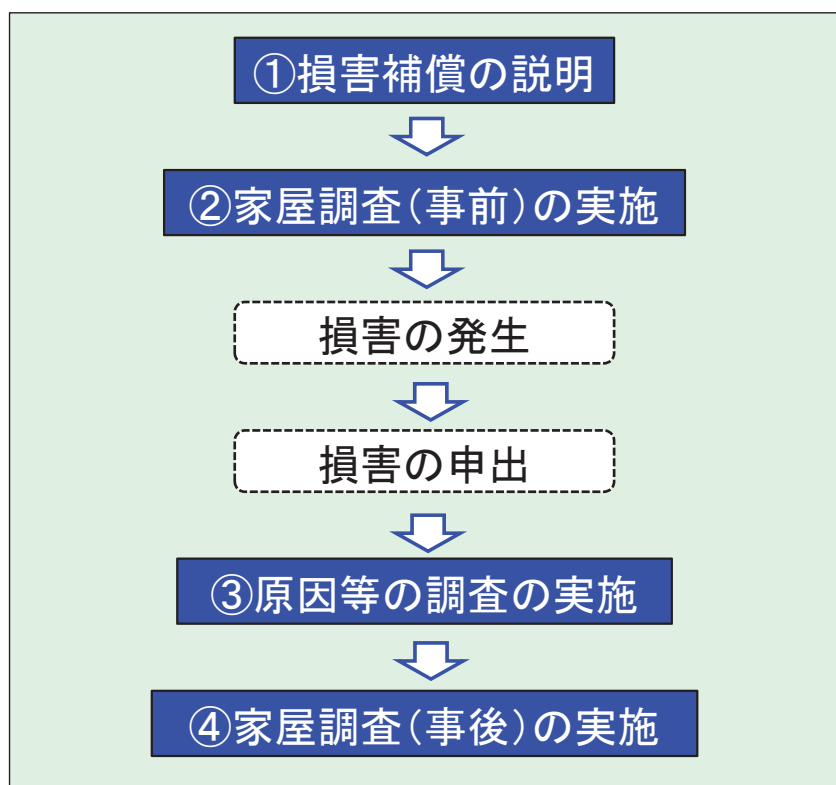 ①損害補償の説明
②家屋調査(事前)の実施
損害の発生
損害の申出
③原因等の調査の実施
④家屋調査(事後)の実施